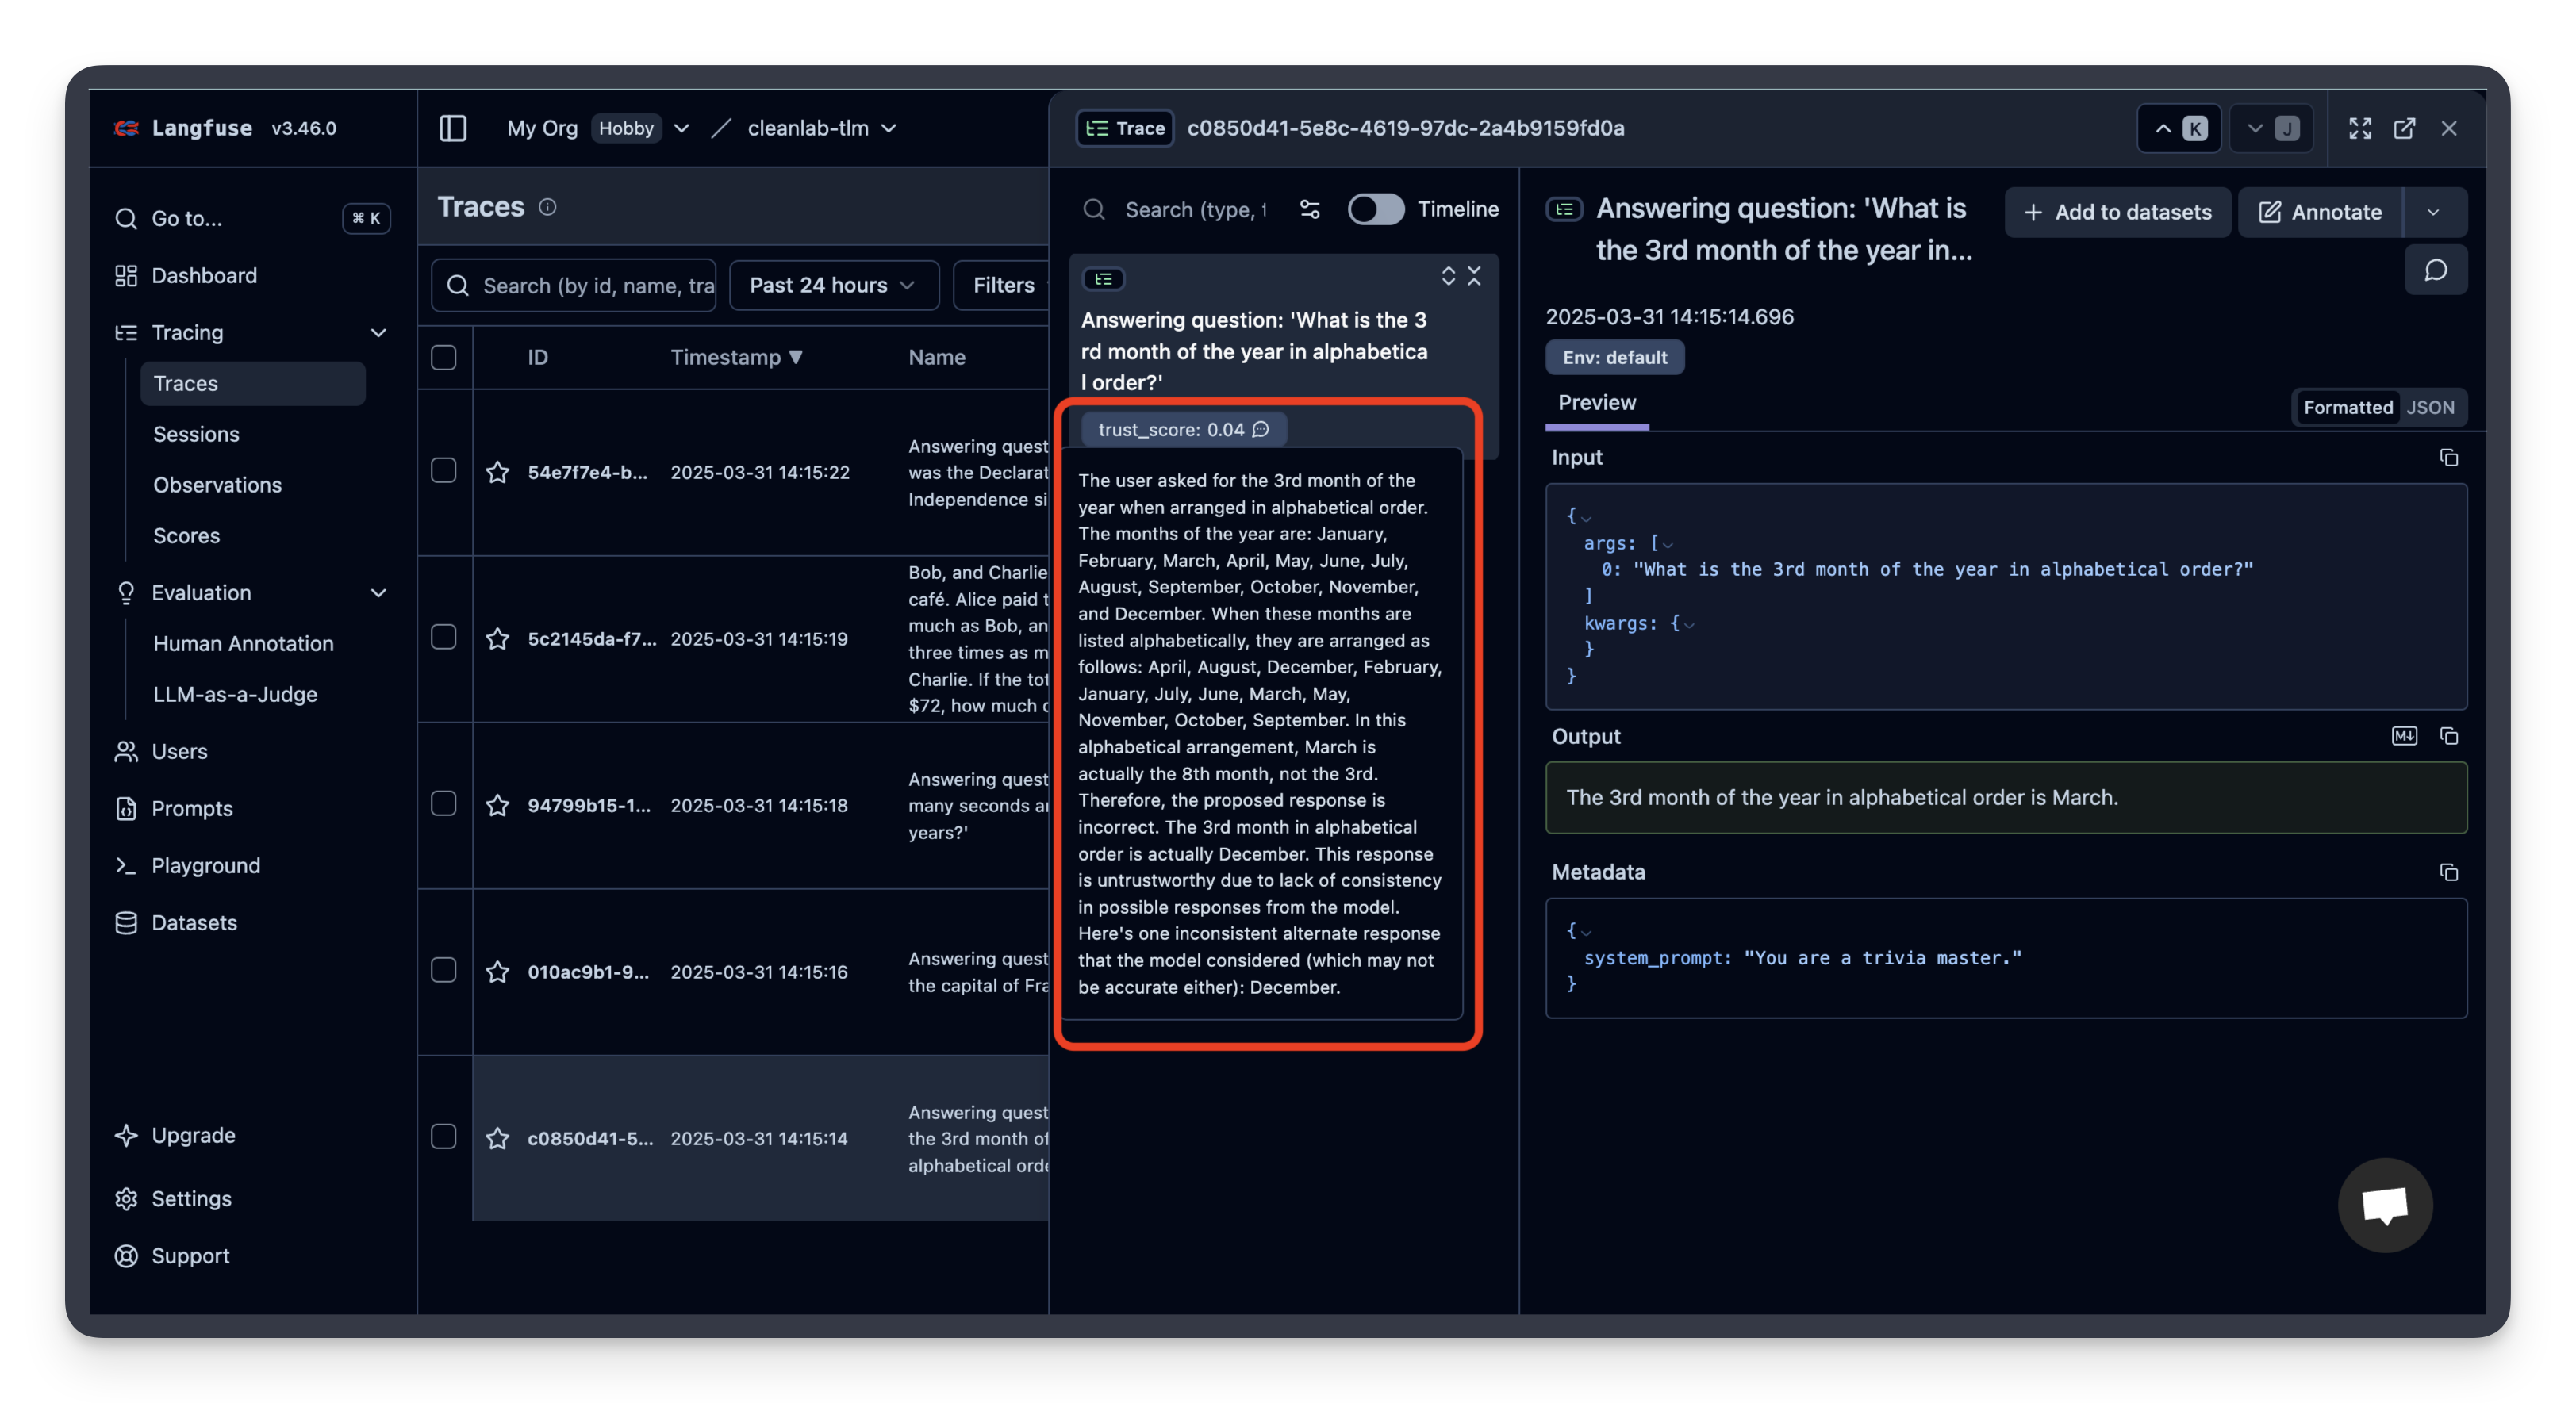 Langfuse v3.46.0
Go to...
⌘ K
Dashboard
Tracing
Traces
Sessions
Observations
Scores
Evaluation
Human Annotation
LLM-as-a-Judge
Users
Prompts
Playground
Datasets
Upgrade
Settings
Support
My Org Hobby / cleanlab-tlm
Traces
Search (by id, name, tra
Past 24 hours
Filters
ID Timestamp ▼ Name
54e7f7e4-b... 2025-03-31 14:15:22
Answering quest
was the Declarat
Independence si
5c2145da-f7... 2025-03-31 14:15:19
Bob, and Charlie
café. Alice paid t
much as Bob, an
three times as m
Charlie. If the tot
$72, how much c
94799b15-1... 2025-03-31 14:15:18
Answering quest
many seconds a
years?'
010ac9b1-9... 2025-03-31 14:15:16
Answering quest
the capital of Fra
c0850d41-5... 2025-03-31 14:15:14
Answering quest
the 3rd month of
alphabetical orde
Trace c0850d41-5e8c-4619-97dc-2a4b9159fd0a
K
J
Search (type, t
Timeline
Answering question: 'What is the 3
rd month of the year in alphabetica
l order?'
trust_score: 0.04
The user asked for the 3rd month of the
year when arranged in alphabetical order.
The months of the year are: January,
February, March, April, May, June, July,
August, September, October, November,
and December. When these months are
listed alphabetically, they are arranged as
follows: April, August, December, February,
January, July, June, March, May,
November, October, September. In this
alphabetical arrangement, March is
actually the 8th month, not the 3rd.
Therefore, the proposed response is
incorrect. The 3rd month in alphabetical
order is actually December. This response
is untrustworthy due to lack of consistency
in possible responses from the model.
Here's one inconsistent alternate response
that the model considered (which may not
be accurate either): December.
Answering question: 'What is
the 3rd month of the year in...
+ Add to datasets
Annotate
2025-03-31 14:15:14.696
Env: default
Preview
Formatted JSON
Input
{
args: [
0: "What is the 3rd month of the year in alphabetical order?"
]
kwargs: {
}
}
Output
M↓
The 3rd month of the year in alphabetical order is March.
Metadata
{
system_prompt: "You are a trivia master."
}